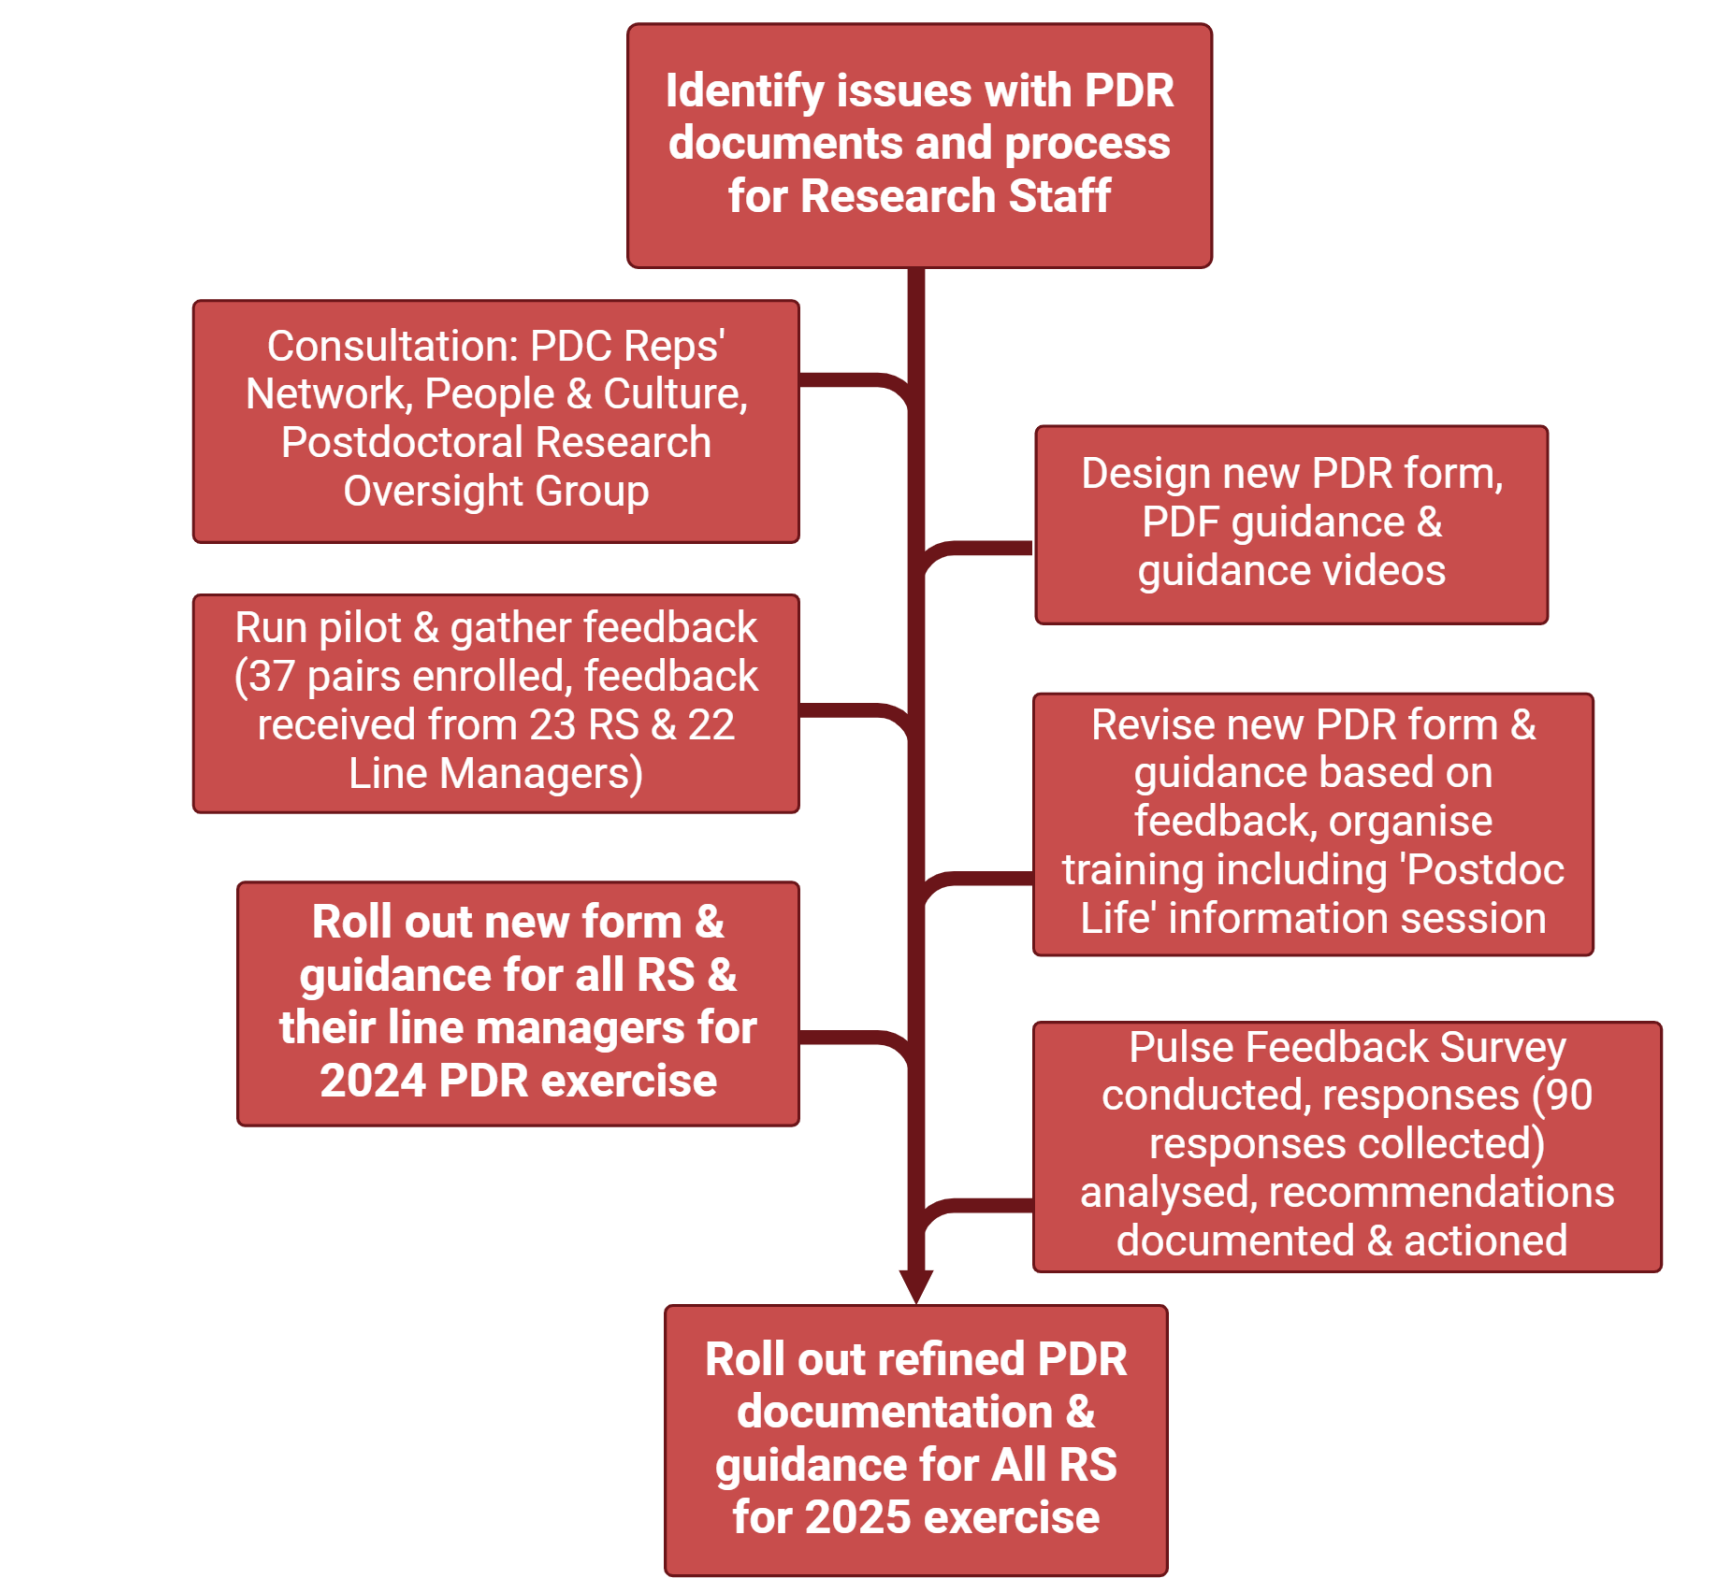 Identify issues with PDR
documents and process
for Research Staff
Consultation: PDC Reps'
Network, People & Culture,
Postdoctoral Research
Oversight Group
Design new PDR form,
PDF guidance &
guidance videos
Run pilot & gather feedback
(37 pairs enrolled, feedback
received from 23 RS & 22
Line Managers)
Revise new PDR form &
guidance based on
feedback, organise
training including 'Postdoc
Life' information session
Roll out new form &
guidance for all RS &
their line managers for
2024 PDR exercise
Pulse Feedback Survey
conducted, responses (90
responses collected)
analysed, recommendations
documented & actioned
Roll out refined PDR
documentation &
guidance for All RS
for 2025 exercise